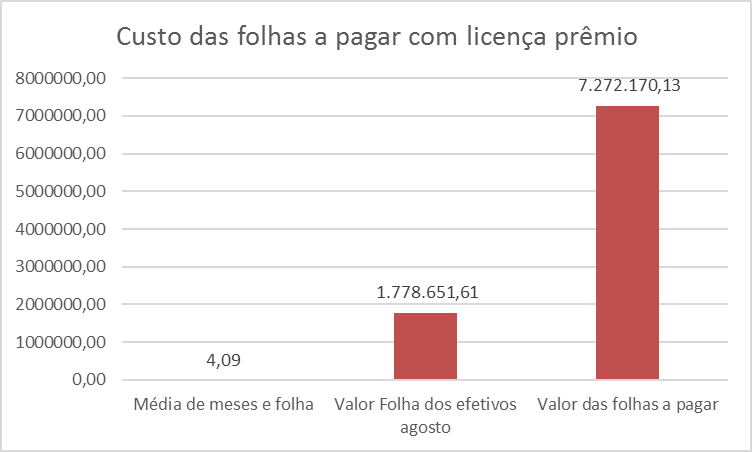 Custo das folhas a pagar com licença prêmio
8000000,00
7000000,00
6000000,00
5000000,00
4000000,00
3000000,00
2000000,00
1000000,00
0,00
4,09
1.778.651,61
7.272.170,13
Média de meses e folha
Valor Folha dos efetivos
agosto
Valor das folhas a pagar